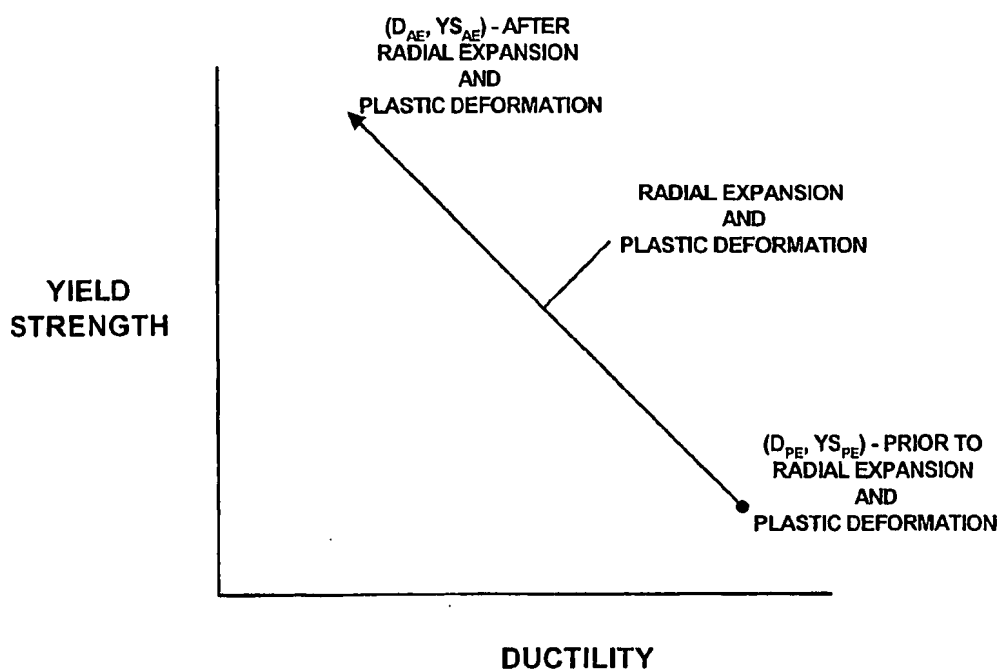 (D_AE, YS_AE) - AFTER
RADIAL EXPANSION
AND
PLASTIC DEFORMATION
RADIAL EXPANSION
AND
PLASTIC DEFORMATION
YIELD
STRENGTH
(D_PE, YS_PE) - PRIOR TO
RADIAL EXPANSION
AND
PLASTIC DEFORMATION
DUCTILITY